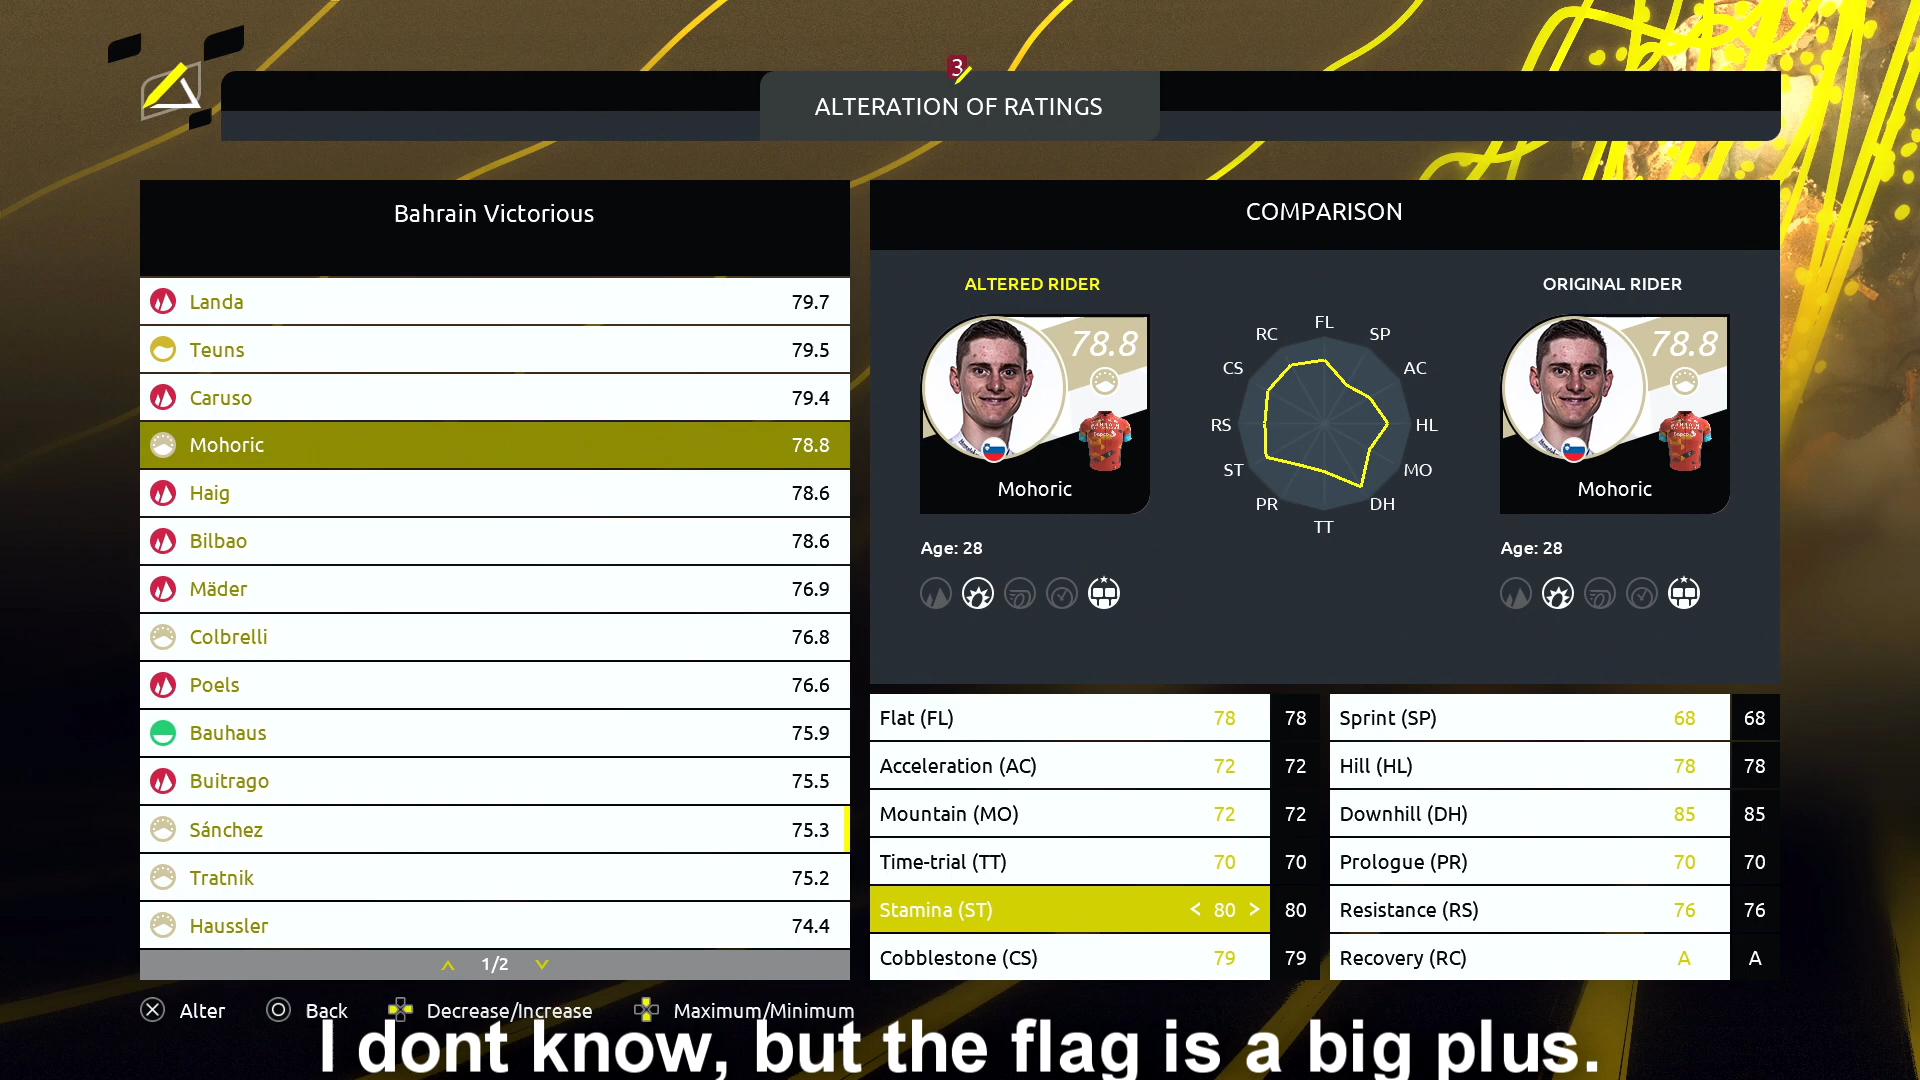 3
ALTERATION OF RATINGS
Bahrain Victorious
Landa 79.7
Teuns 79.5
Caruso 79.4
Mohoric 78.8
Haig 78.6
Bilbao 78.6
Mäder 76.9
Colbrelli 76.8
Poels 76.6
Bauhaus 75.9
Buitrago 75.5
Sánchez 75.3
Tratnik 75.2
Haussler 74.4
1/2
COMPARISON
ALTERED RIDER
78.8
Mohoric
Age: 28
FL
SP
AC
HL
MO
DH
TT
PR
ST
RS
CS
RC
ORIGINAL RIDER
78.8
Mohoric
Age: 28
Flat (FL) 78 78 Sprint (SP) 68 68
Acceleration (AC) 72 72 Hill (HL) 78 78
Mountain (MO) 72 72 Downhill (DH) 85 85
Time-trial (TT) 70 70 Prologue (PR) 70 70
Stamina (ST) < 80 > 80 Resistance (RS) 76 76
Cobblestone (CS) 79 79 Recovery (RC) A A
Alter Back Decrease/Increase Maximum/Minimum
I dont know, but the flag is a big plus.